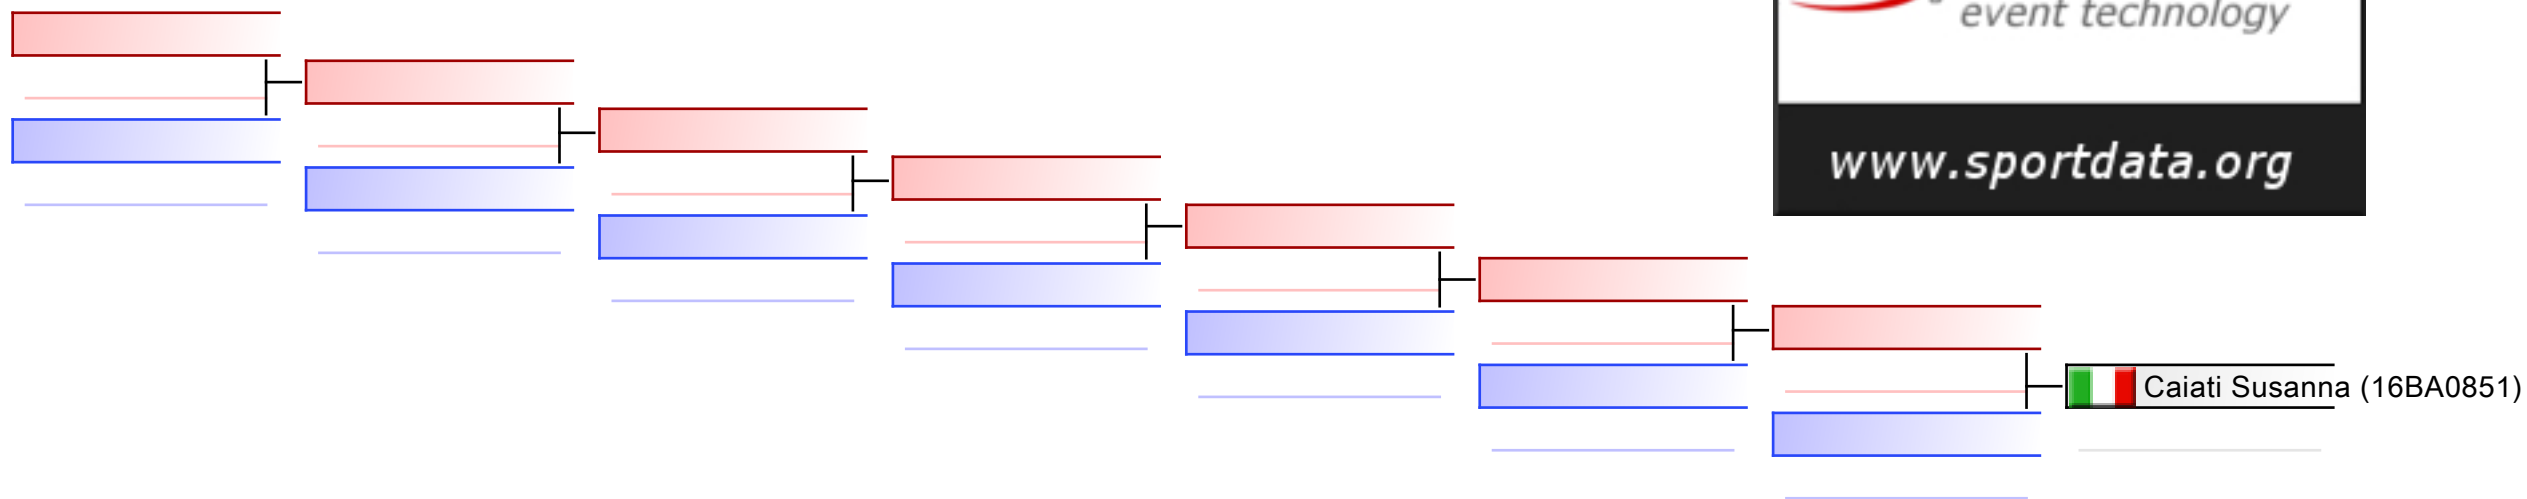 event technology
www.sportdata.org
Caiati Susanna (16BA0851)